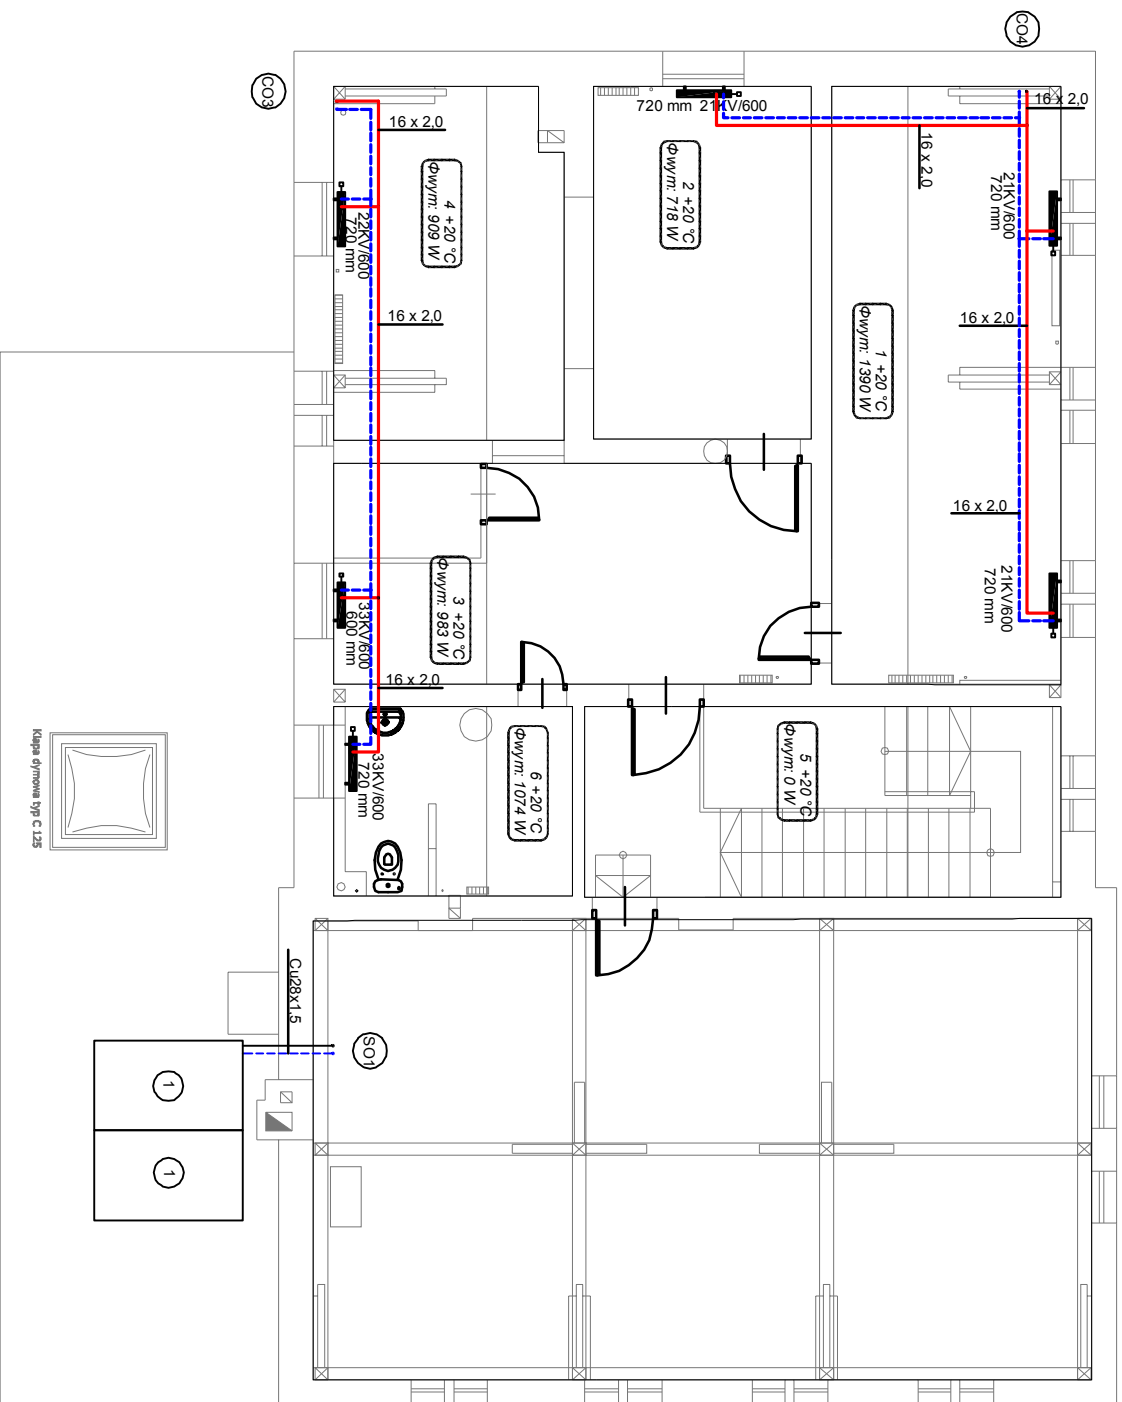 CO4
CO3
16 x 2,0
720 mm 21KV/600
16 x 2,0
16 x 2,0
2 +20 °C
Φwym: 718 W
4 +20 °C
Φwym: 909 W
21KV/600
720 mm
22KV/600
720 mm
16 x 2,0
16 x 2,0
1 +20 °C
Φwym: 1390 W
16 x 2,0
21KV/600
720 mm
3 +20 °C
Φwym: 983 W
33KV/600
600 mm
16 x 2,0
5 +20 °C
Φwym: 0 W
6 +20 °C
Φwym: 1074 W
33KV/600
720 mm
Klapa dymowa typ C 125
Cu28x1,5
SO1
1
1